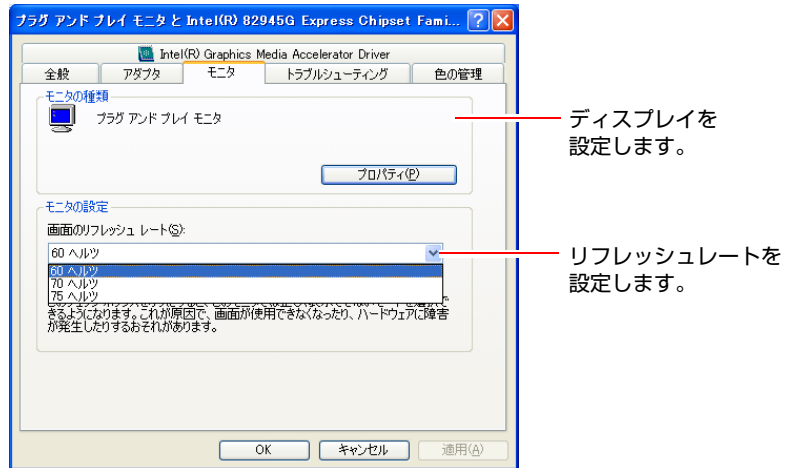 プラグ アンド プレイ モニタ と Intel(R) 82945G Express Chipset Fami...
Intel(R) Graphics Media Accelerator Driver
全般 アダプタ モニタ トラブルシューティング 色の管理
モニタの種類
プラグ アンド プレイ モニタ
プロパティ(P)
ディスプレイを
設定します。
モニタの設定
画面のリフレッシュ レート(S):
60 ヘルツ
60 ヘルツ
70 ヘルツ
75 ヘルツ
リフレッシュレートを
設定します。
きるようになります。これが原因で、画面が使用できなくなったり、ハードウェアに障害
が発生したりするおそれがあります。
OK キャンセル 適用(A)